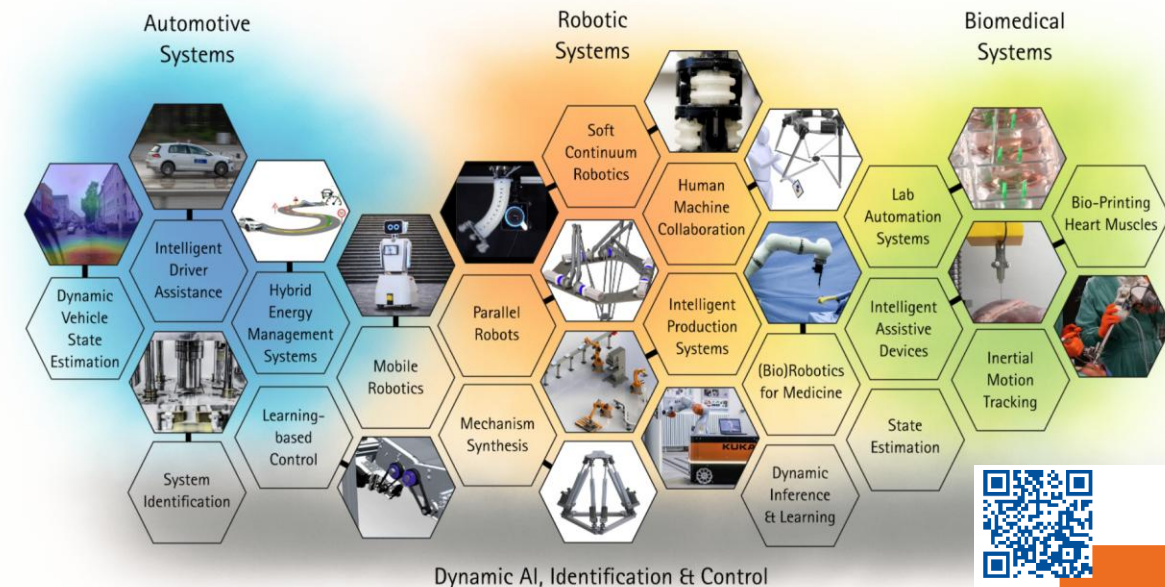 Automotive
Systems
Robotic
Systems
Biomedical
Systems
Soft
Continuum
Robotics
Human
Machine
Collaboration
Lab
Automation
Systems
Bio-Printing
Heart Muscles
Intelligent
Driver
Assistance
Dynamic
Vehicle
State
Estimation
Hybrid
Energy
Management
Systems
Parallel
Robots
Intelligent
Production
Systems
Intelligent
Assistive
Devices
Mobile
Robotics
(Bio)Robotics
for Medicine
Inertial
Motion
Tracking
Learning-
based
Control
Mechanism
Synthesis
State
Estimation
KUKA
System
Identification
Dynamic
Inference
& Learning
Dynamic AI, Identification & Control